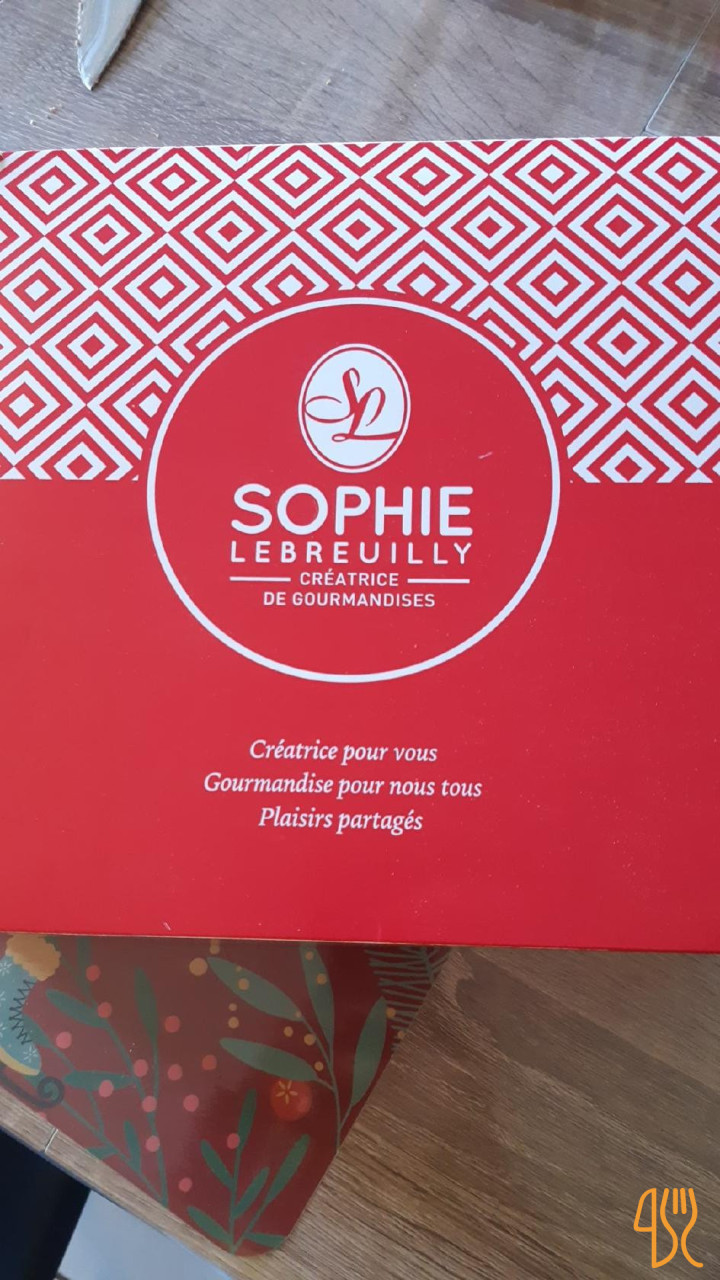 SL
SOPHIE
LEBREUILLY
CRÉATRICE
DE GOURMANDISES
Créatrice pour vous
Gourmandise pour nous tous
Plaisirs partagés